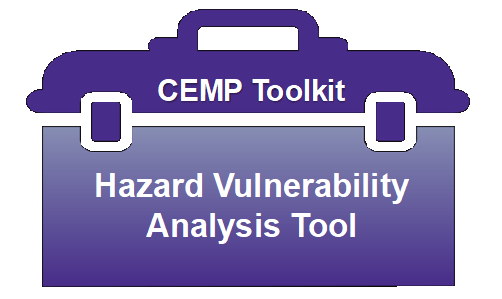 CEMP Toolkit
Hazard Vulnerability
Analysis Tool